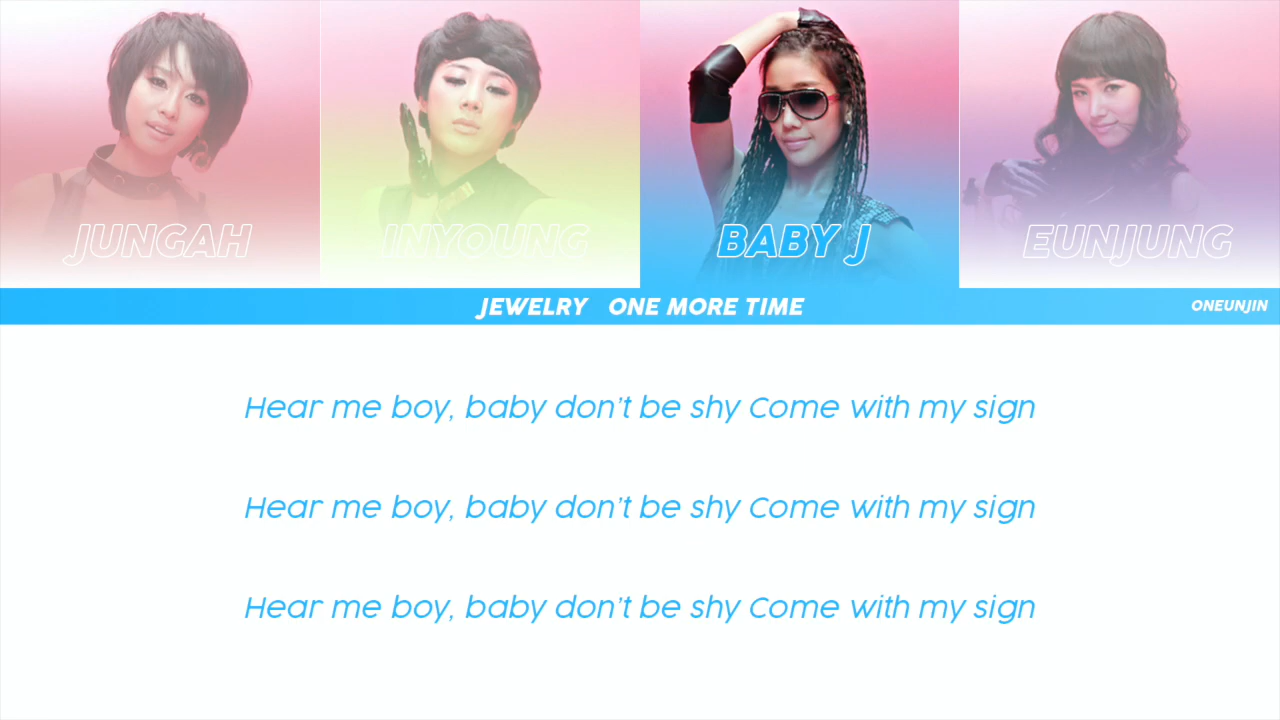 JUNGAH INYOUNG BABY J EUNJUNG
JEWELRY ONE MORE TIME ONEUNJIN
Hear me boy, baby don't be shy Come with my sign
Hear me boy, baby don't be shy Come with my sign
Hear me boy, baby don't be shy Come with my sign